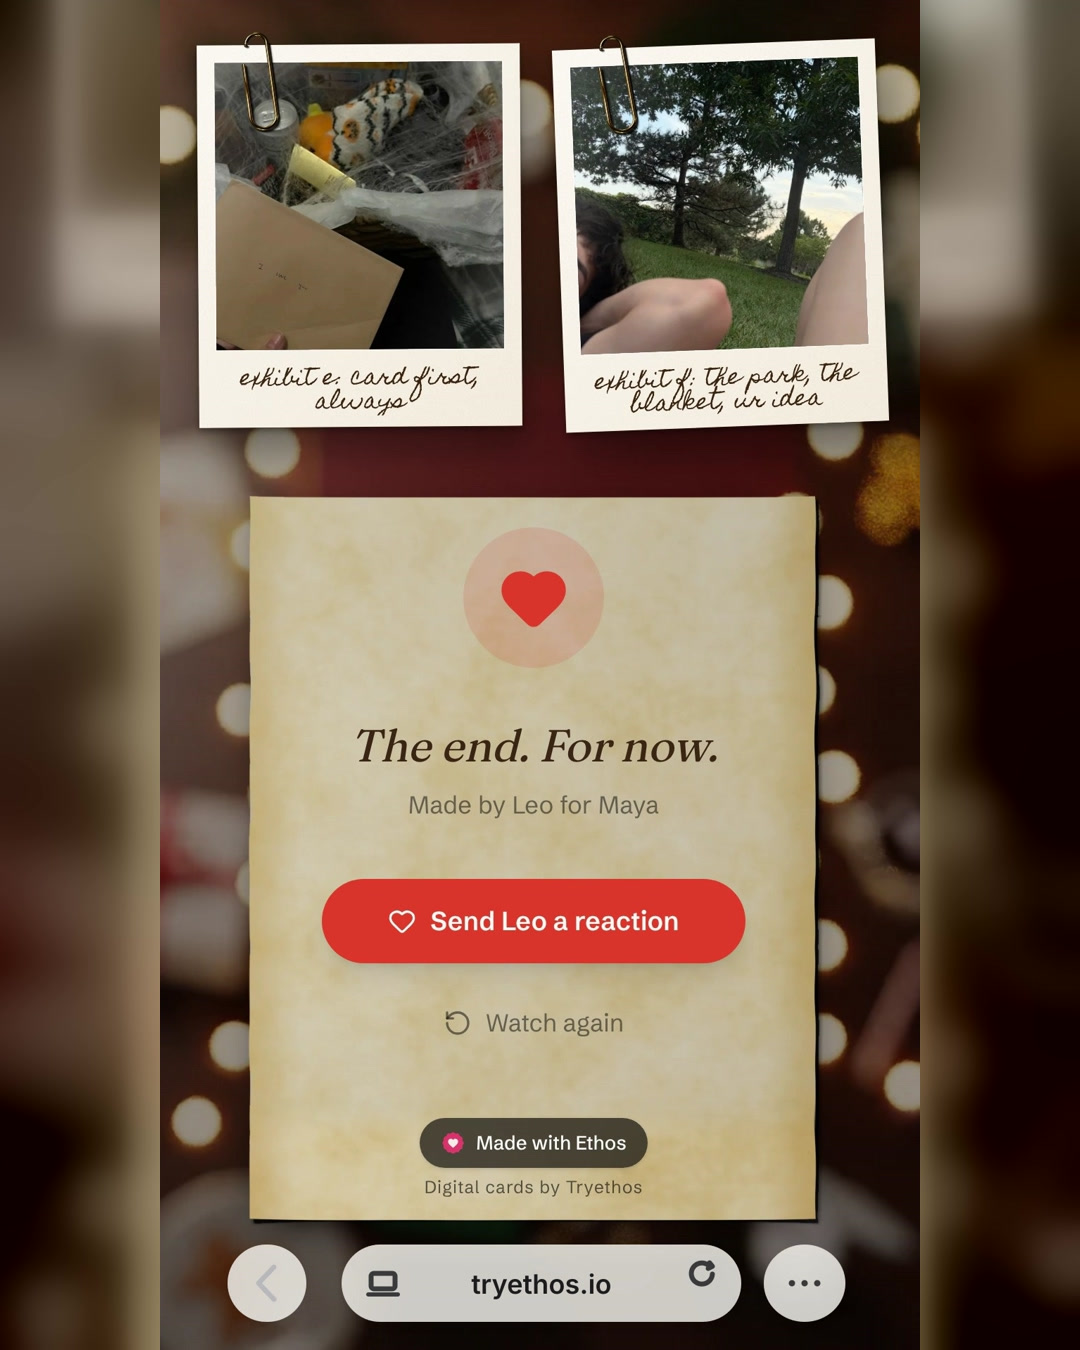 exhibit e: card first,
always
exhibit f: the park, the
blanket, ur idea
The end. For now.
Made by Leo for Maya
Send Leo a reaction
Watch again
Made with Ethos
Digital cards by Tryethos
tryethos.io